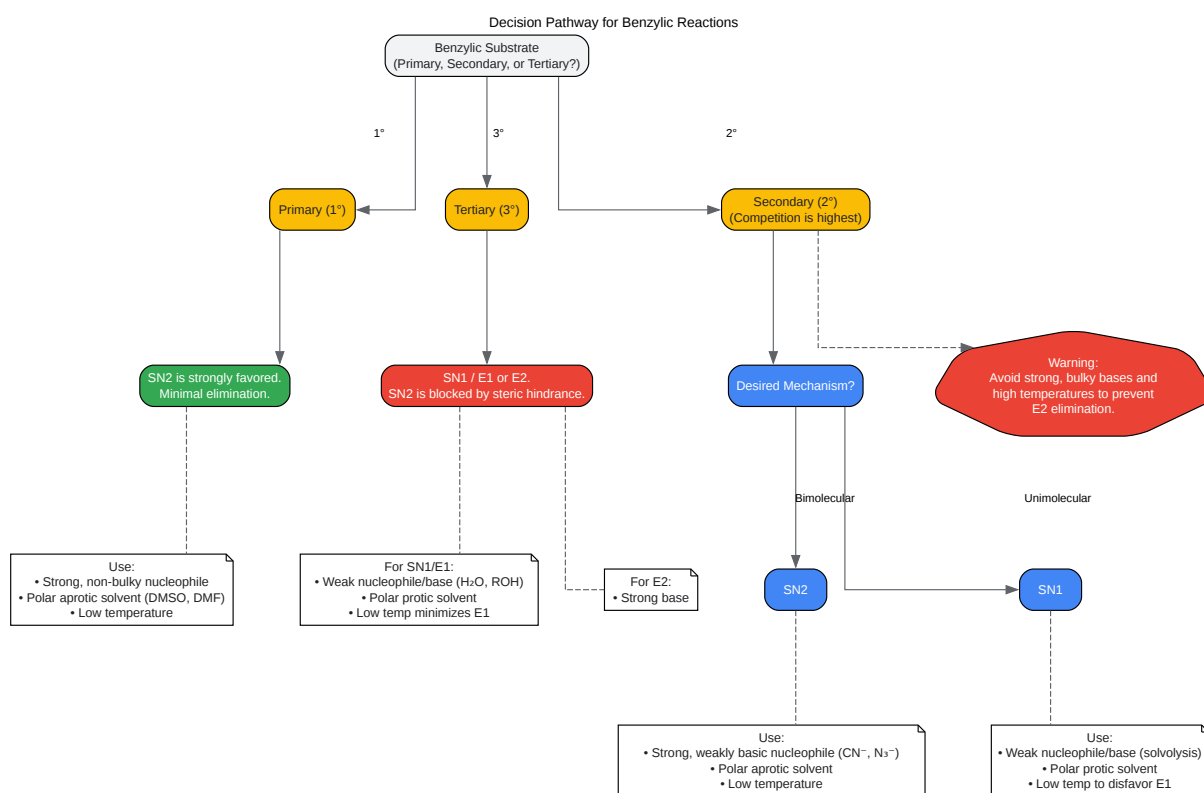 Decision Pathway for Benzylic Reactions
Benzylic Substrate
(Primary, Secondary, or Tertiary?)
1°
3°
2°
Primary (1°)
Tertiary (3°)
Secondary (2°)
(Competition is highest)
SN2 is strongly favored.
Minimal elimination.
SN1 / E1 or E2.
SN2 is blocked by steric hindrance.
Desired Mechanism?
Warning:
Avoid strong, bulky bases and
high temperatures to prevent
E2 elimination.
Bimolecular
Unimolecular
Use:
• Strong, non-bulky nucleophile
• Polar aprotic solvent (DMSO, DMF)
• Low temperature
For SN1/E1:
• Weak nucleophile/base (H₂O, ROH)
• Polar protic solvent
• Low temp minimizes E1
For E2:
• Strong base
SN2
SN1
Use:
• Strong, weakly basic nucleophile (CN⁻, N₃⁻)
• Polar aprotic solvent
• Low temperature
Use:
• Weak nucleophile/base (solvolysis)
• Polar protic solvent
• Low temp to disfavor E1